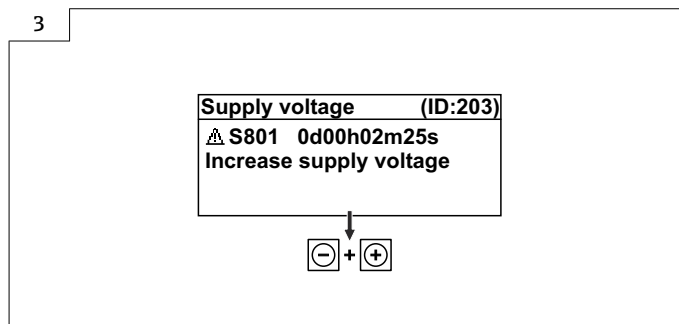 3
Supply voltage (ID:203)
⚠ S801 0d00h02m25s
Increase supply voltage
- + +